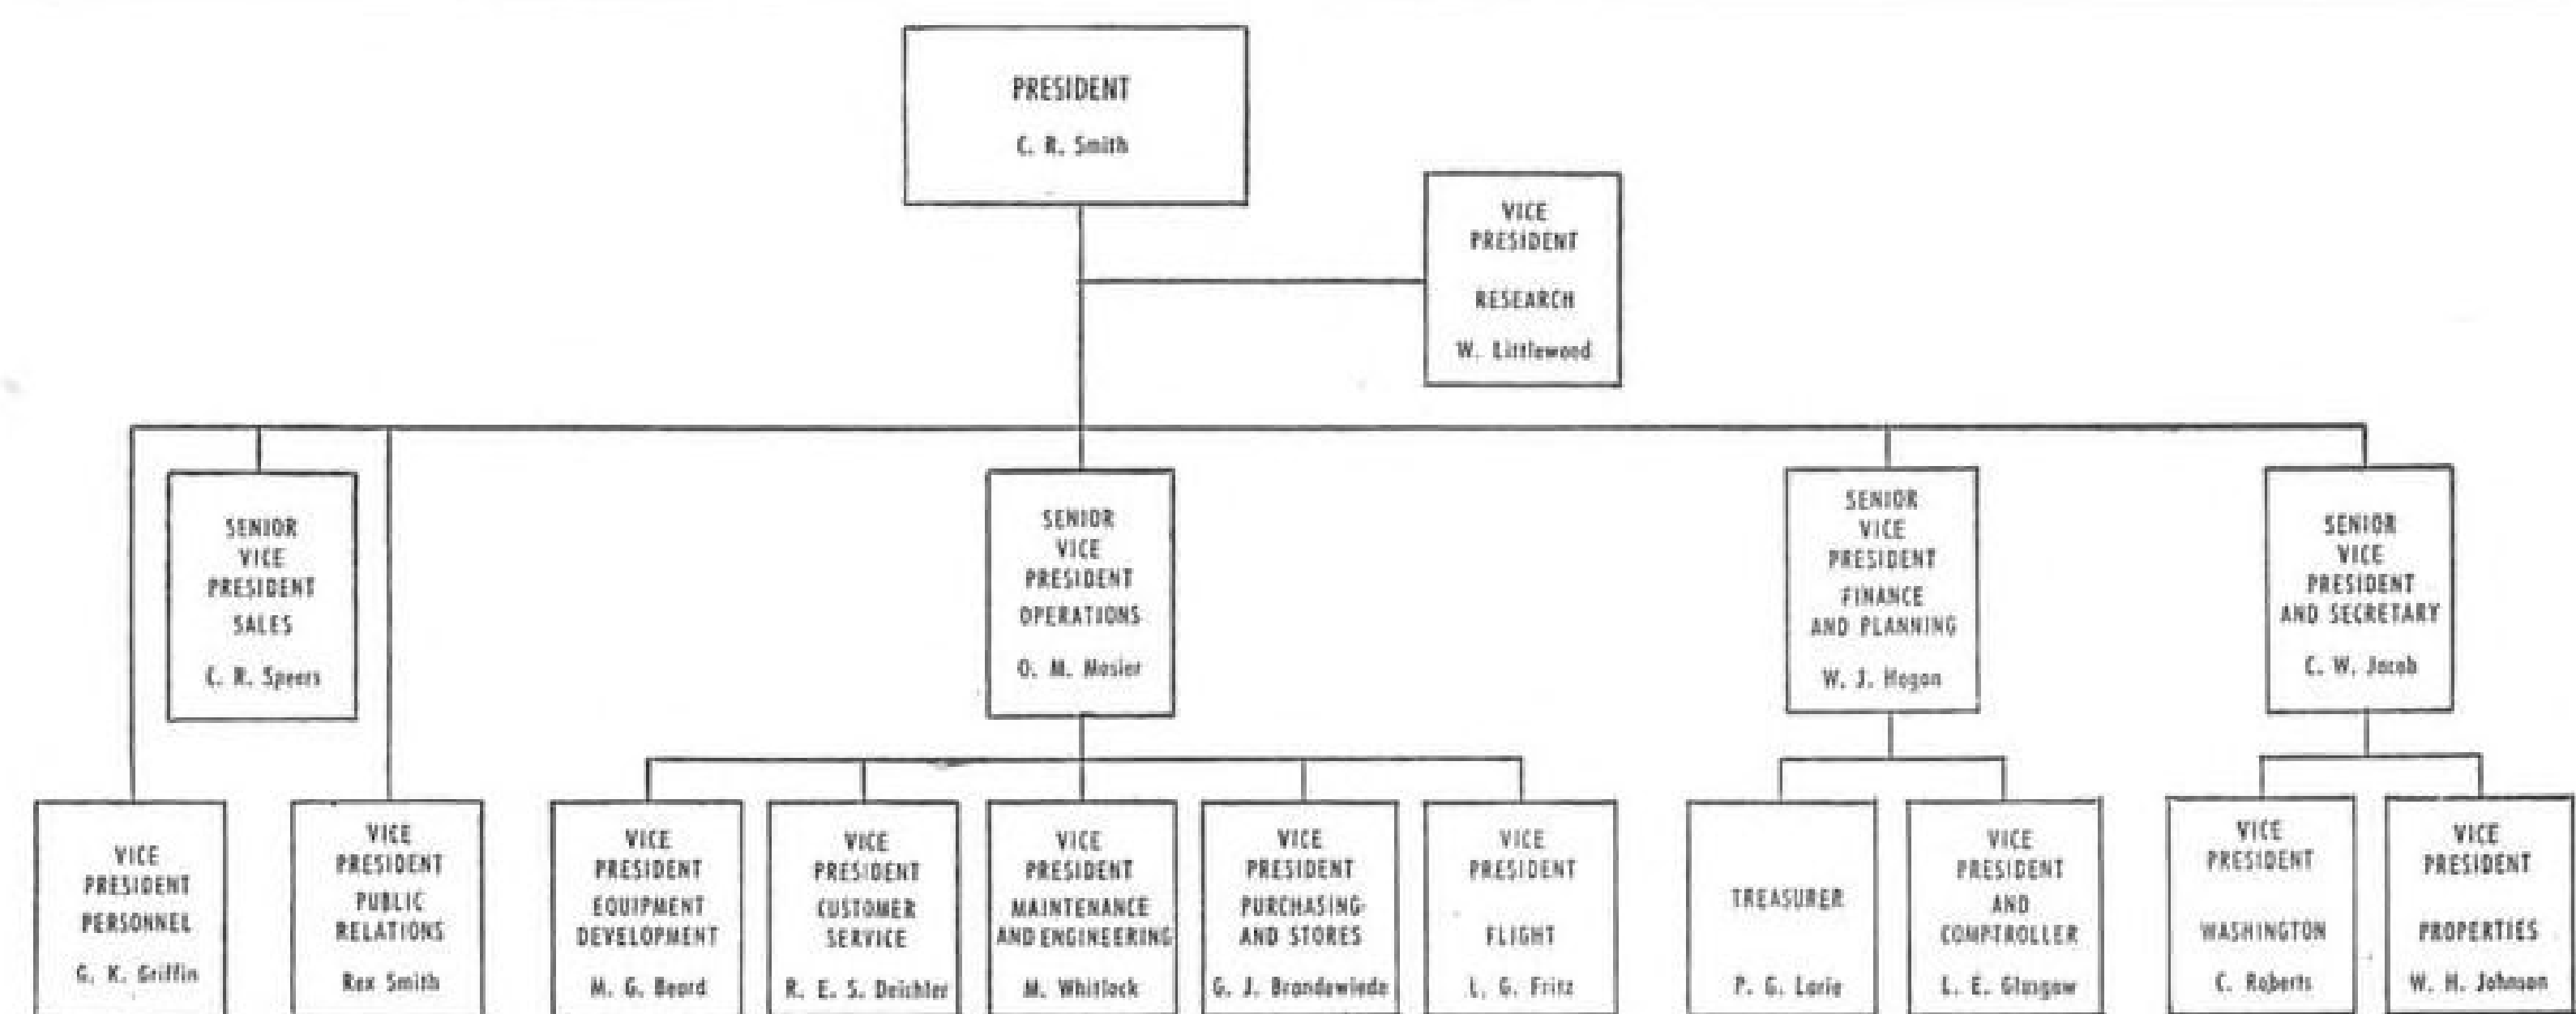 PRESIDENT
C. R. Smith
VICE
PRESIDENT
RESEARCH
W. Littlewood
SENIOR
VICE
PRESIDENT
SALES
C. R. Speers
SENIOR
VICE
PRESIDENT
OPERATIONS
O. M. Mosier
SENIOR
VICE
PRESIDENT
FINANCE
AND PLANNING
W. J. Hogan
SENIOR
VICE
PRESIDENT
AND SECRETARY
C. W. Jacob
VICE
PRESIDENT
PERSONNEL
G. K. Griffin
VICE
PRESIDENT
PUBLIC
RELATIONS
Rex Smith
VICE
PRESIDENT
EQUIPMENT
DEVELOPMENT
M. G. Beard
VICE
PRESIDENT
CUSTOMER
SERVICE
R. E. S. Deichler
VICE
PRESIDENT
MAINTENANCE
AND ENGINEERING
M. Whitlock
VICE
PRESIDENT
PURCHASING
AND STORES
G. J. Brandewiede
VICE
PRESIDENT
FLIGHT
L. G. Fritz
TREASURER
P. G. Lorie
VICE
PRESIDENT
AND
COMPTROLLER
L. E. Glasgow
VICE
PRESIDENT
WASHINGTON
C. Roberts
VICE
PRESIDENT
PROPERTIES
W. H. Johnson